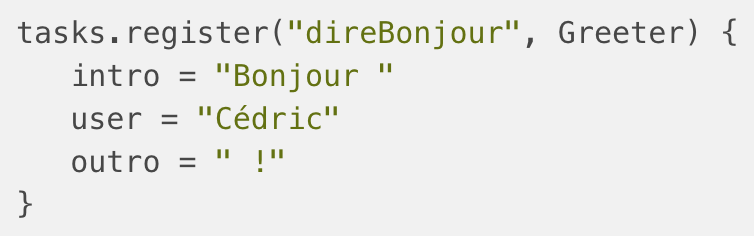 tasks.register("direBonjour", Greeter) {
   intro = "Bonjour "
   user = "Cédric"
   outro = " !"
}